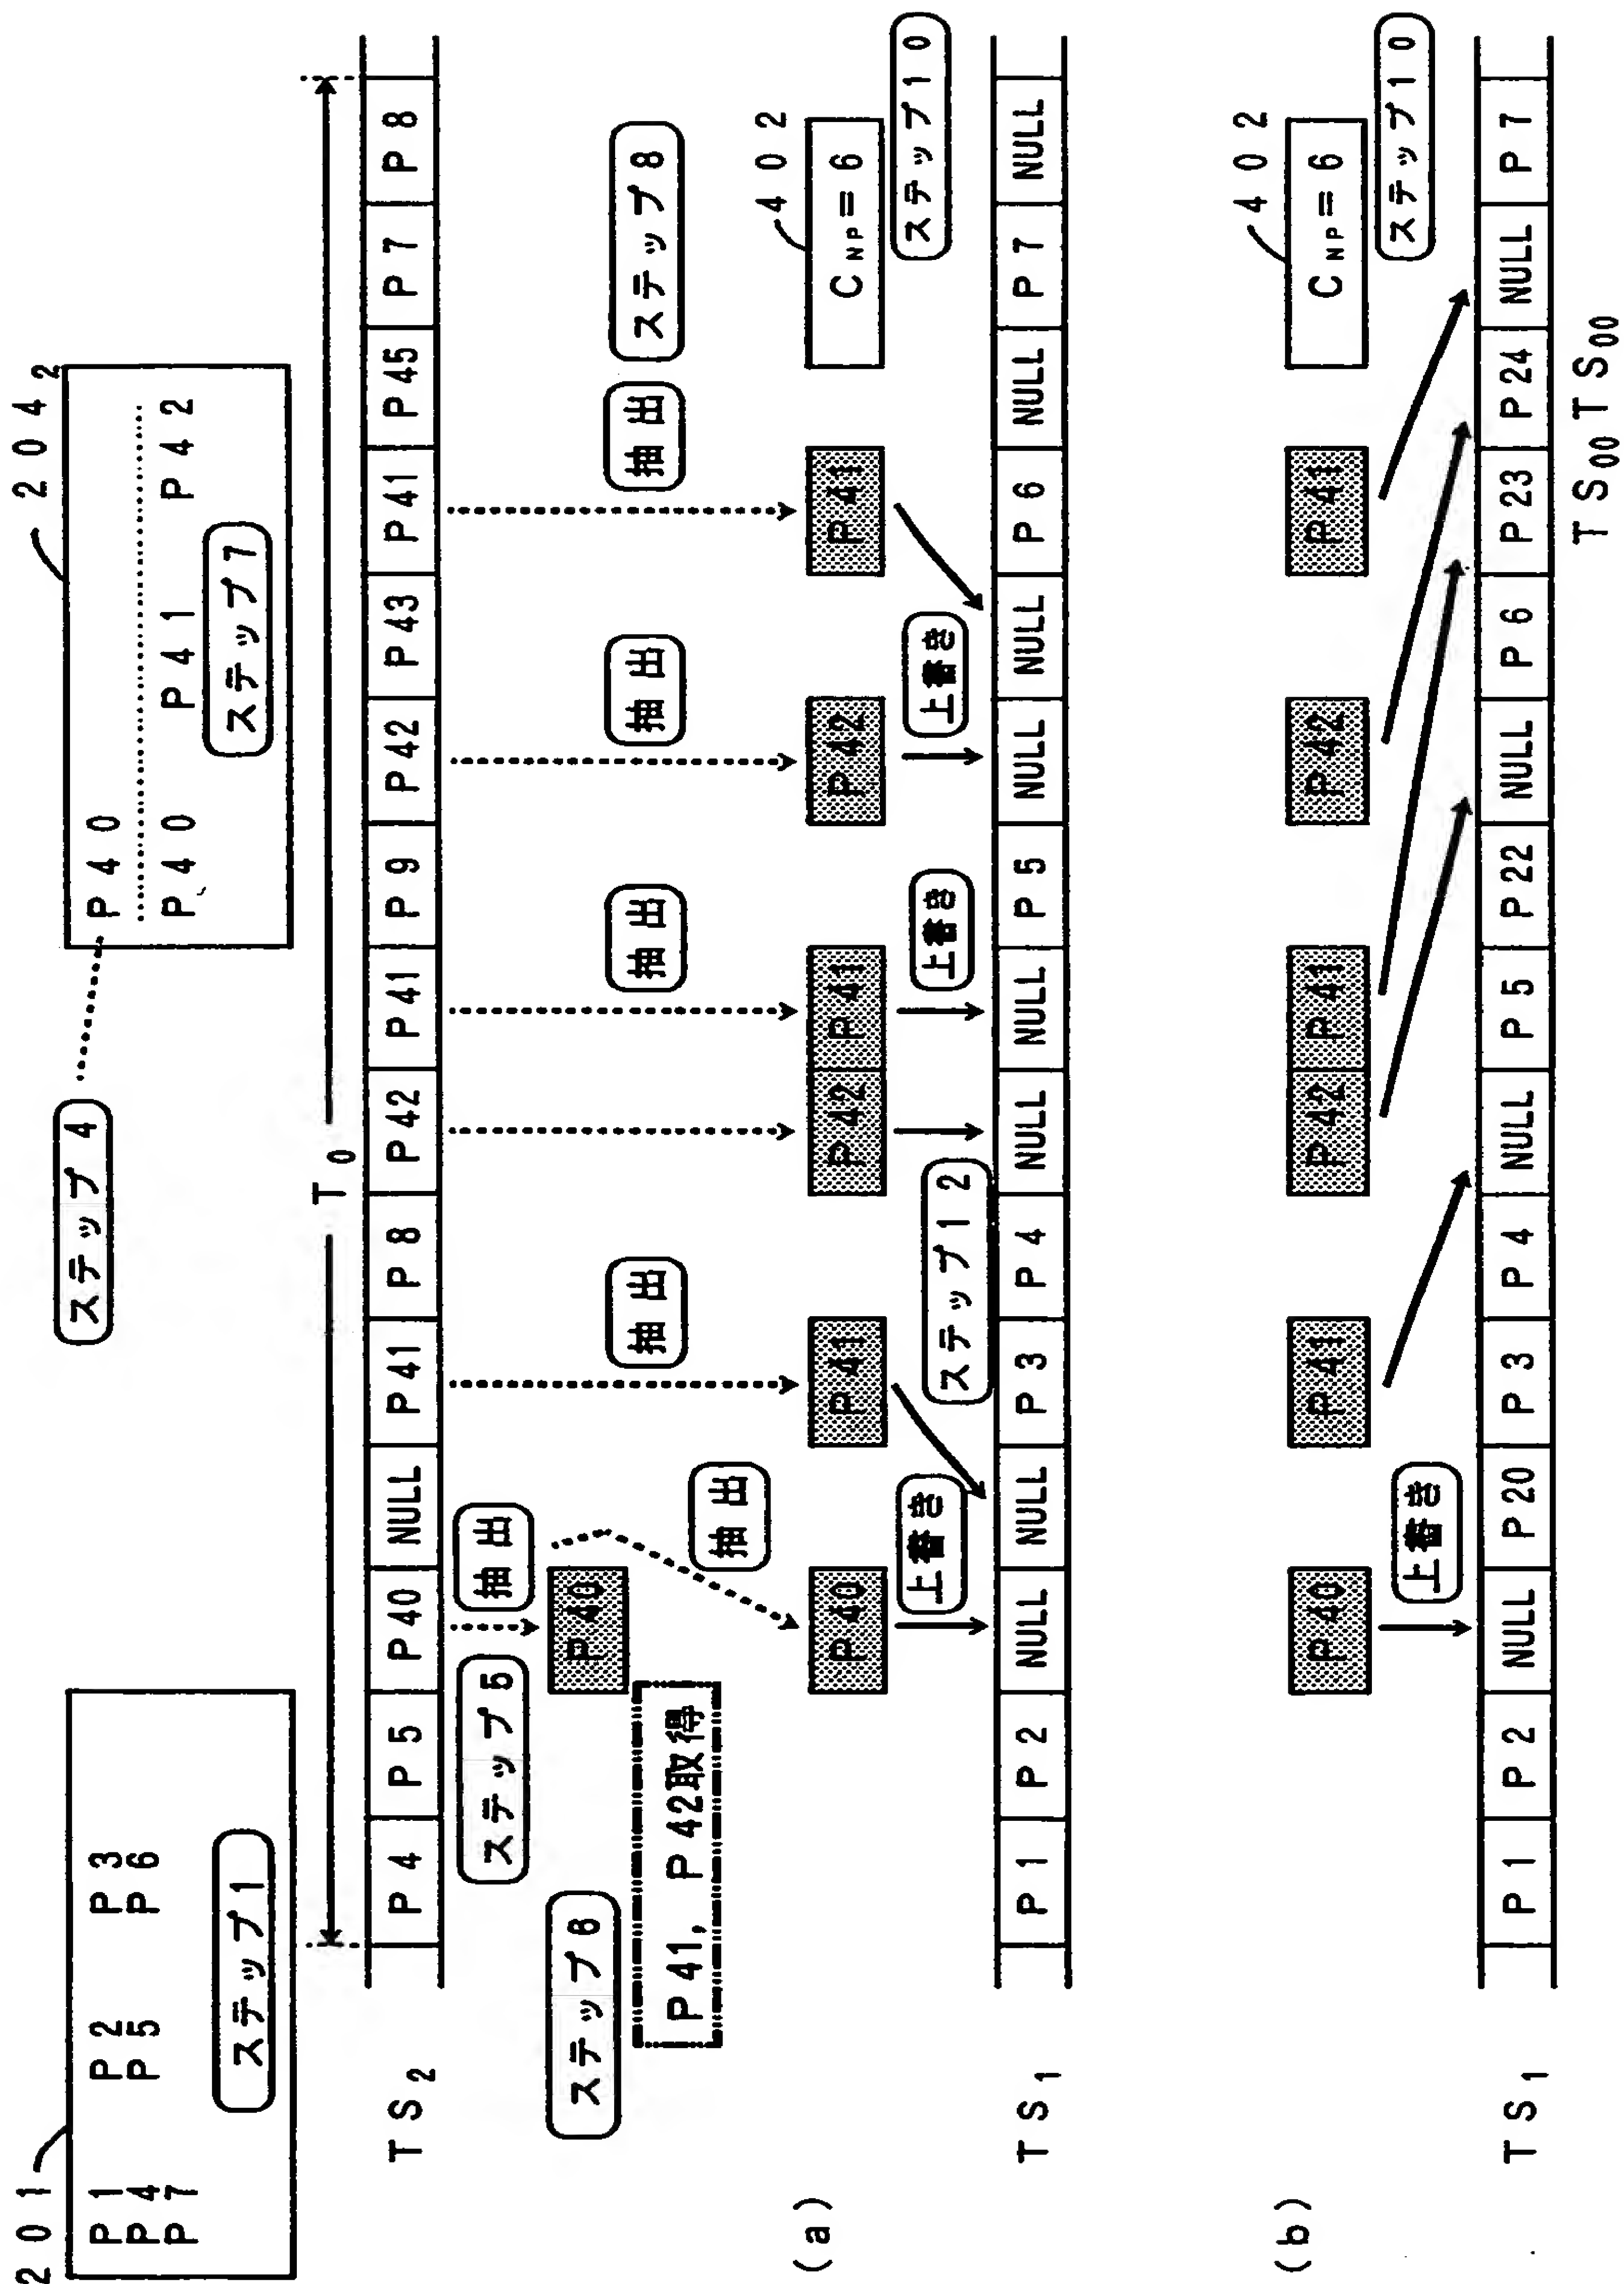 201
P1 P2 P3
P4 P5 P6
P7
ステップ1
ステップ4
204₂
P40
P40 P41 P42
ステップ7
T₀
TS₂ P4 P5 P40 NULL P41 P8 P42 P41 P9 P42 P43 P41 P45 P7 P8
ステップ5
抽出
ステップ6
P40
P41, P42取得
抽出
抽出
抽出
抽出
抽出
ステップ8
(a)
P40 P41 P42 P41 P42 P41
402
C_NP=6
ステップ10
上書き
上書き
上書き
ステップ12
TS₁ P1 P2 NULL NULL P3 P4 NULL NULL P5 NULL NULL P6 NULL P7 NULL
(b)
P40 P41 P42 P41 P42 P41
402
C_NP=6
ステップ10
上書き
TS₁ P1 P2 NULL P20 P3 P4 NULL P5 P22 NULL P6 P23 P24 NULL P7
TS₀₀ TS₀₀